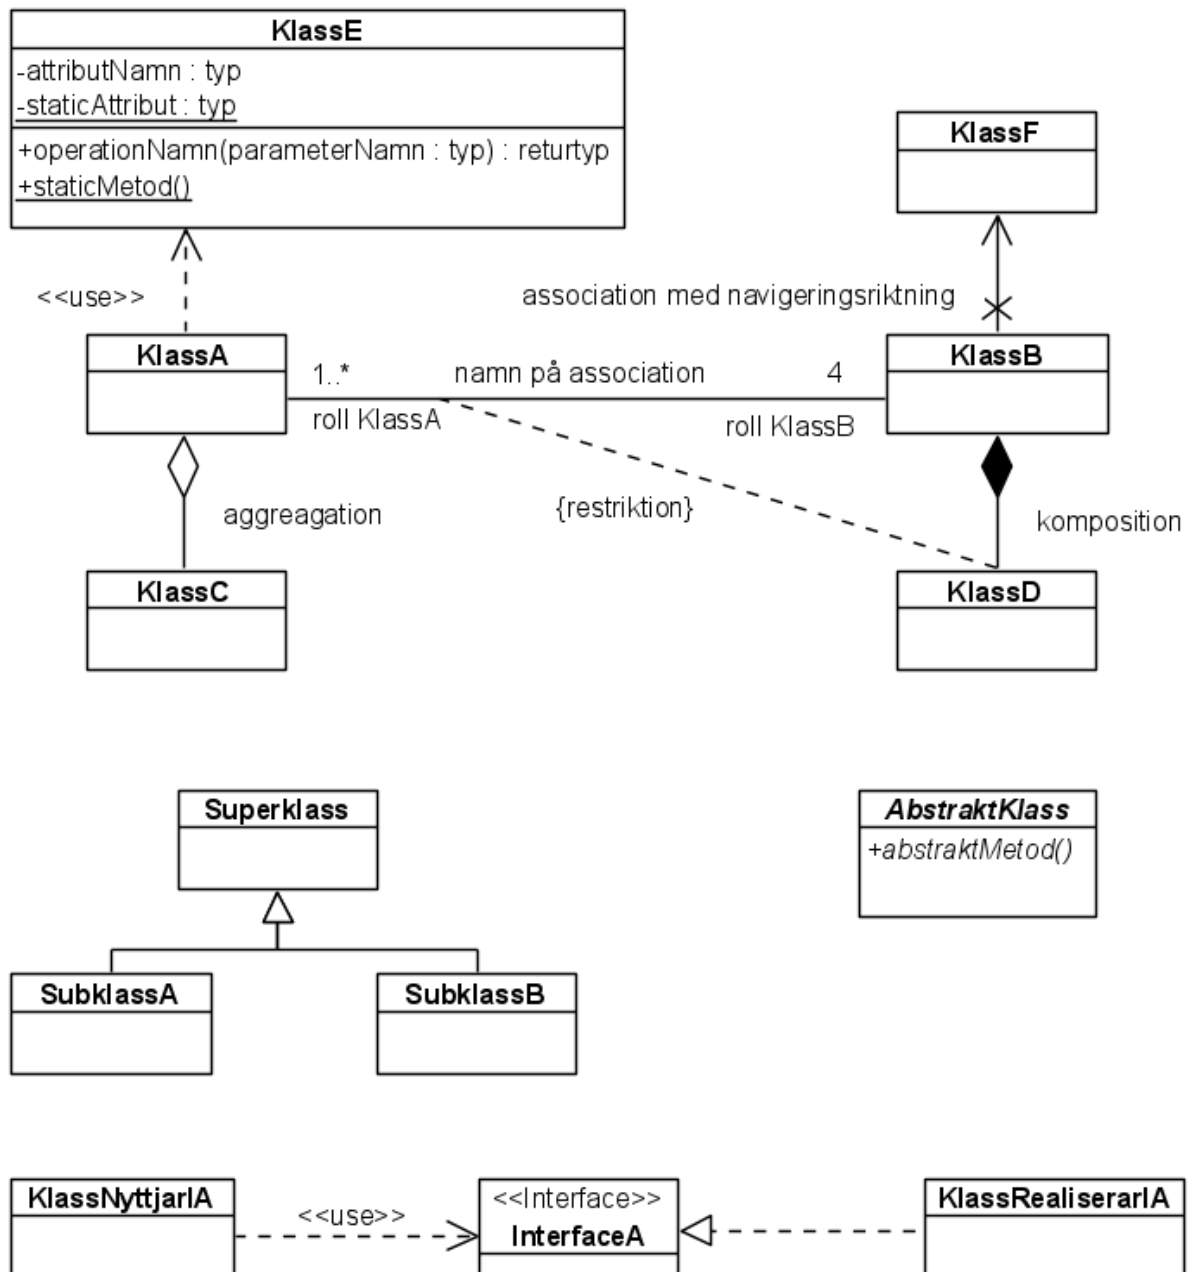 KlassE
-attributNamn : typ
-staticAttribut : typ
+operationNamn(parameterNamn : typ) : returtyp
+staticMetod()
KlassF
<<use>>
association med navigeringsriktning
KlassA
KlassB
1..*
namn på association
4
roll KlassA
roll KlassB
aggreagation
{restriktion}
komposition
KlassC
KlassD
Superklass
AbstraktKlass
+abstraktMetod()
SubklassA
SubklassB
KlassNyttjarIA
<<use>>
<<Interface>>
InterfaceA
KlassRealiserarIA